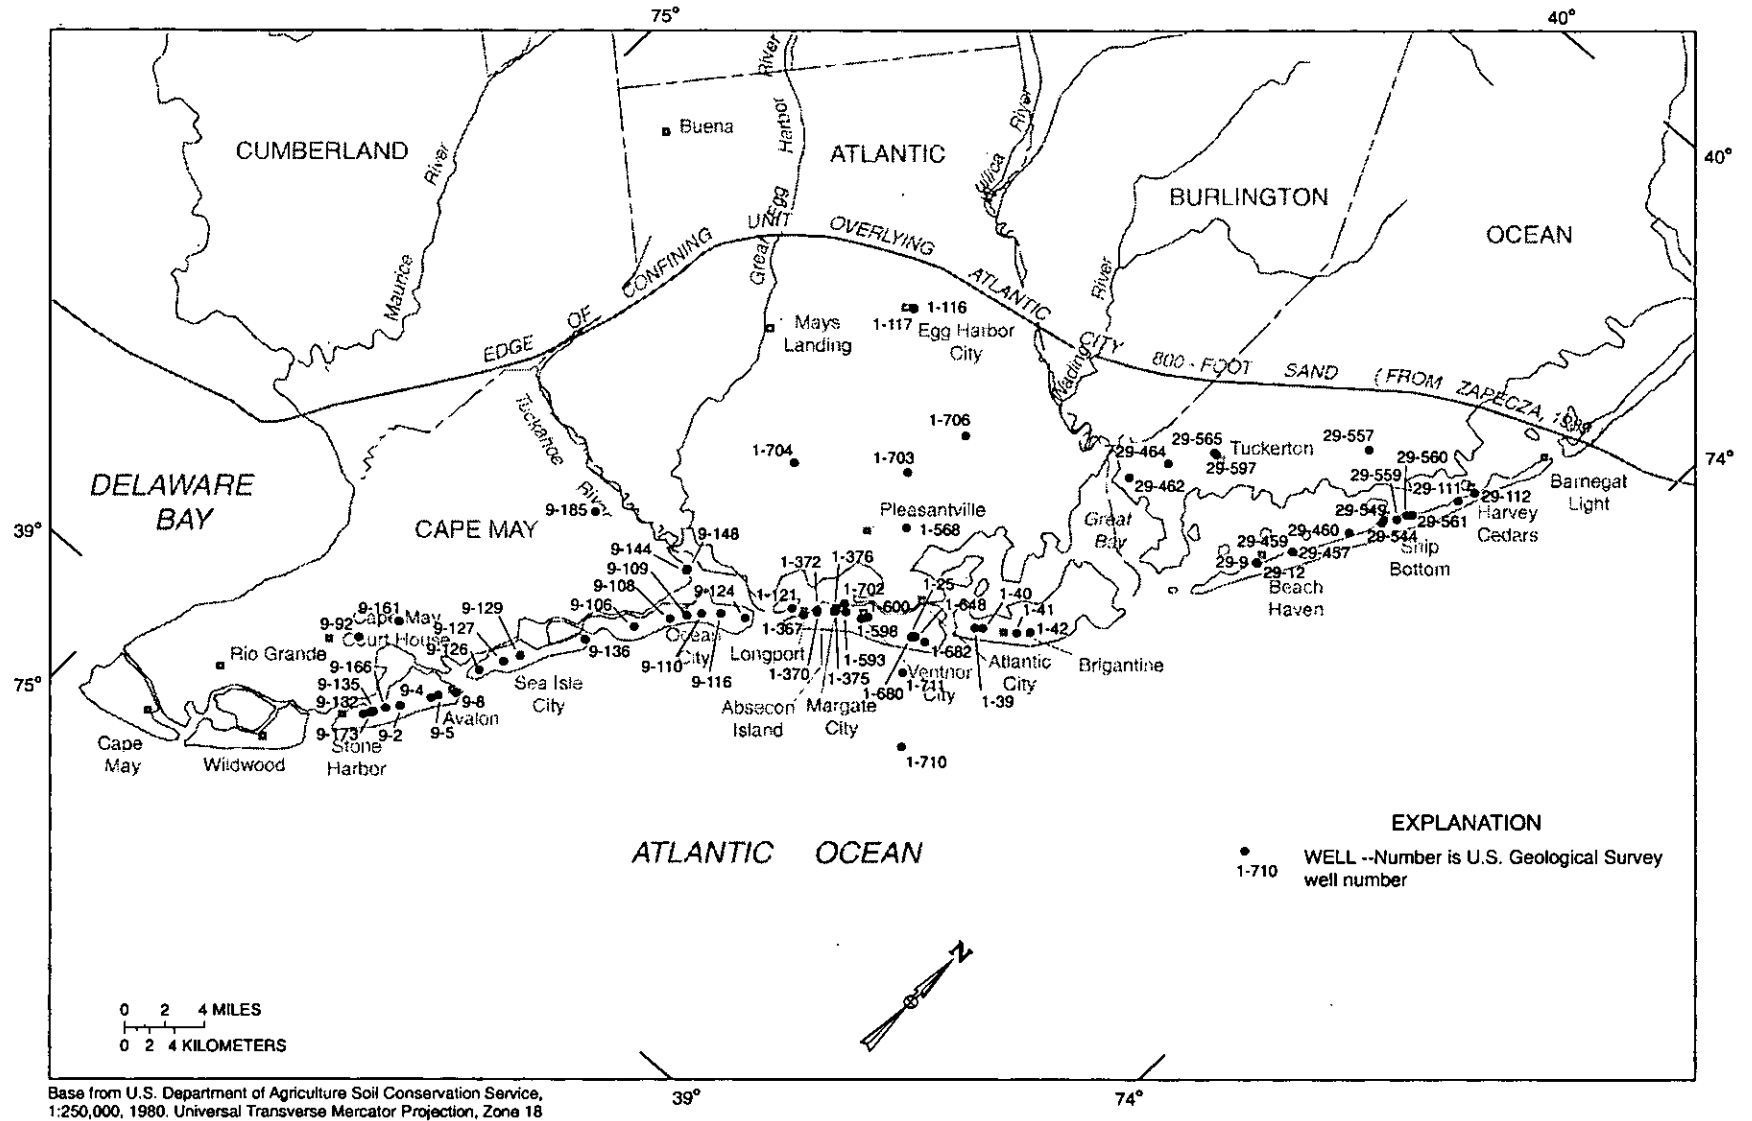 75°
40°
River
Buena
Harbor
River
CUMBERLAND
ATLANTIC
River
40°
BURLINGTON
Egg
OCEAN
Great
Maurice
River
EDGE OF CONFINING UNIT OVERLYING ATLANTIC CITY 800-FOOT SAND (FROM ZAPECZA,
1-116
1-117
Egg Harbor
City
Mays
Landing
Tuckahoe
River
1-706
1-704
1-703
29-565
Tuckerton
29-557
29-464
29-597
29-560
29-559
29-462
29-111
29-112
74°
Barnegat
Light
DELAWARE
BAY
CAPE MAY
9-185
Pleasantville
1-568
Great
Bay
29-549
29-561
Harvey
Cedars
39°
29-460
29-544
29-459
29-457
Ship
Bottom
29-9
29-12
Beach
Haven
9-148
9-144
9-109
9-108
9-124
9-106
1-372
1-376
1-702
1-25
1-40
1-121
1-600
1-648
1-41
1-367
1-598
1-42
9-161
Cape May
Court House
9-92
9-129
9-127
9-126
9-136
Ocean
City
9-110
9-116
Longport
1-370
1-593
1-375
1-682
1-680
Ventnor
City
1-711
Atlantic
City
1-39
Brigantine
75°
Rio Grande
9-166
9-135
9-132
9-4
9-8
Sea Isle
City
Avalon
9-173
9-2
9-5
Stone
Harbor
Absecon
Island
Margate
City
Cape
May
Wildwood
1-710
ATLANTIC OCEAN
EXPLANATION
1-710
WELL --Number is U.S. Geological Survey
well number
N
0 2 4 MILES
0 2 4 KILOMETERS
Base from U.S. Department of Agriculture Soil Conservation Service,
1:250,000, 1980. Universal Transverse Mercator Projection, Zone 18
39°
74°